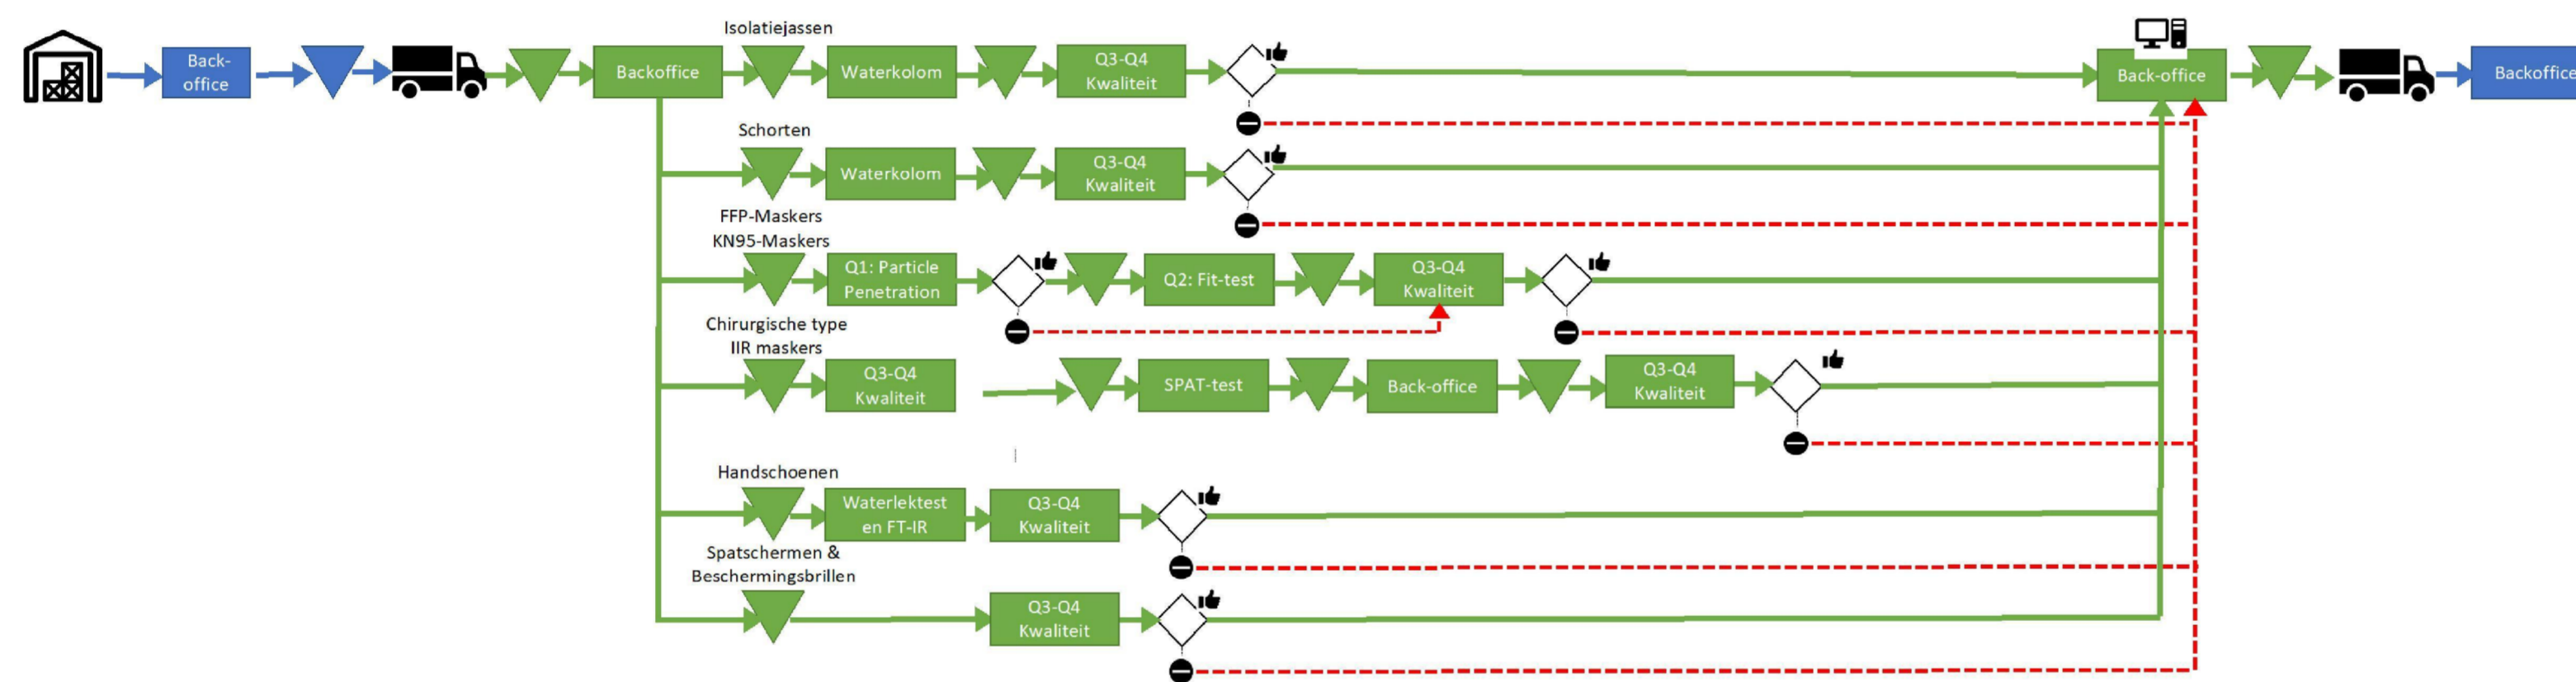 Back-
office
Backoffice
Isolatiejassen
Waterkolom
Q3-Q4
Kwaliteit
Back-office
Backoffice
Schorten
Waterkolom
Q3-Q4
Kwaliteit
FFP-Maskers
KN95-Maskers
Q1: Particle
Penetration
Q2: Fit-test
Q3-Q4
Kwaliteit
Chirurgische type
IIR maskers
Q3-Q4
Kwaliteit
SPAT-test
Back-office
Q3-Q4
Kwaliteit
Handschoenen
Waterlektest
en FT-IR
Q3-Q4
Kwaliteit
Spatschermen &
Beschermingsbrillen
Q3-Q4
Kwaliteit